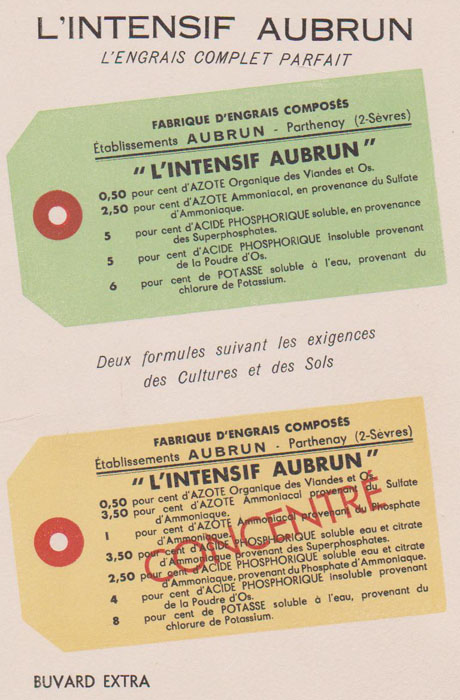 L'INTENSIF AUBRUN
L'ENGRAIS COMPLET PARFAIT
FABRIQUE D'ENGRAIS COMPOSÉS
Établissements AUBRUN - Parthenay (2-Sèvres)
" L'INTENSIF AUBRUN "
0,50 pour cent d'AZOTE Organique des Viandes et Os.
2,50 pour cent d'AZOTE Ammoniacal, en provenance du Sulfate
d'Ammoniaque.
5 pour cent d'ACIDE PHOSPHORIQUE soluble, en provenance
des Superphosphates.
5 pour cent d'ACIDE PHOSPHORIQUE insoluble provenant
de la Poudre d'Os.
6 pour cent de POTASSE soluble à l'eau, provenant du
chlorure de Potassium.
Deux formules suivant les exigences
des Cultures et des Sols
FABRIQUE D'ENGRAIS COMPOSÉS
Établissements AUBRUN - Parthenay (2-Sèvres)
" L'INTENSIF AUBRUN "
0,50 pour cent d'AZOTE Organique des Viandes et Os.
3,50 pour cent d'AZOTE Ammoniacal provenant du Sulfate
d'Ammoniaque.
1 pour cent d'AZOTE Ammoniacal provenant du Phosphate
d'Ammoniaque.
3,50 pour cent d'ACIDE PHOSPHORIQUE soluble eau et citrate
d'Ammoniaque provenant des Superphosphates.
2,50 pour cent d'ACIDE PHOSPHORIQUE soluble eau et citrate
d'Ammoniaque, provenant du Phosphate d'Ammoniaque.
4 pour cent d'ACIDE PHOSPHORIQUE insoluble provenant
de la Poudre d'Os.
8 pour cent de POTASSE soluble à l'eau, provenant du
chlorure de Potassium.
CONCENTRÉ
BUVARD EXTRA